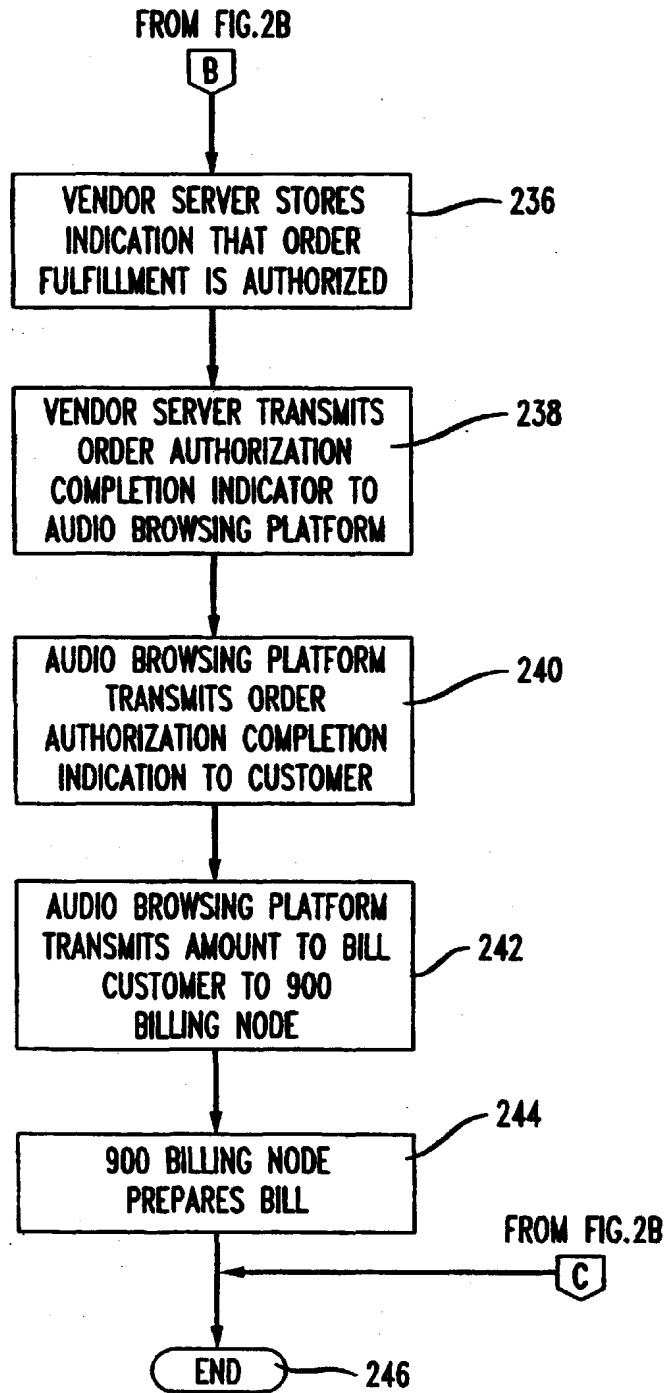 FROM FIG.2B
B
VENDOR SERVER STORES
INDICATION THAT ORDER
FULFILLMENT IS AUTHORIZED
236
VENDOR SERVER TRANSMITS
ORDER AUTHORIZATION
COMPLETION INDICATOR TO
AUDIO BROWSING PLATFORM
238
AUDIO BROWSING PLATFORM
TRANSMITS ORDER
AUTHORIZATION COMPLETION
INDICATION TO CUSTOMER
240
AUDIO BROWSING PLATFORM
TRANSMITS AMOUNT TO BILL
CUSTOMER TO 900
BILLING NODE
242
900 BILLING NODE
PREPARES BILL
244
FROM FIG.2B
C
END
246